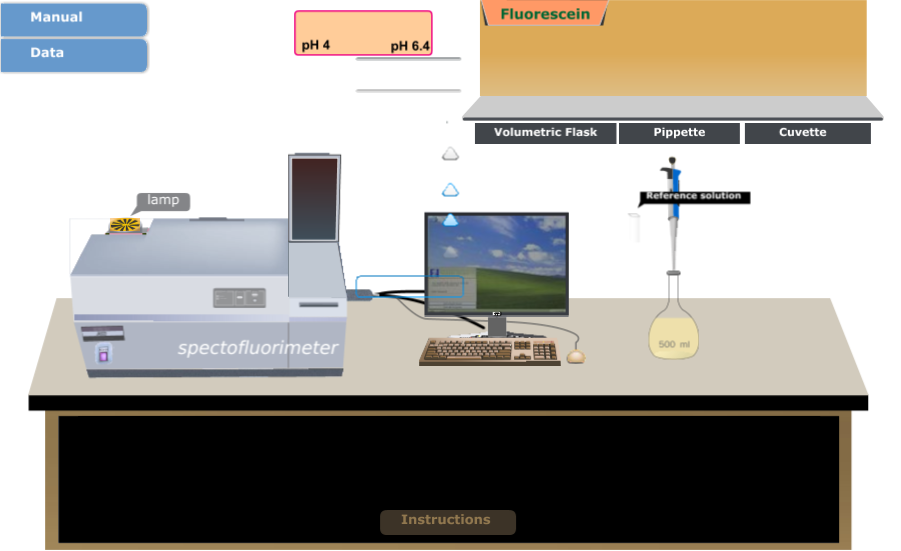 Manual
Data
pH 4
pH 6.4
Fluorescein
Volumetric Flask
Pippette
Cuvette
lamp
Reference solution
500 ml
spectofluorimeter
Instructions